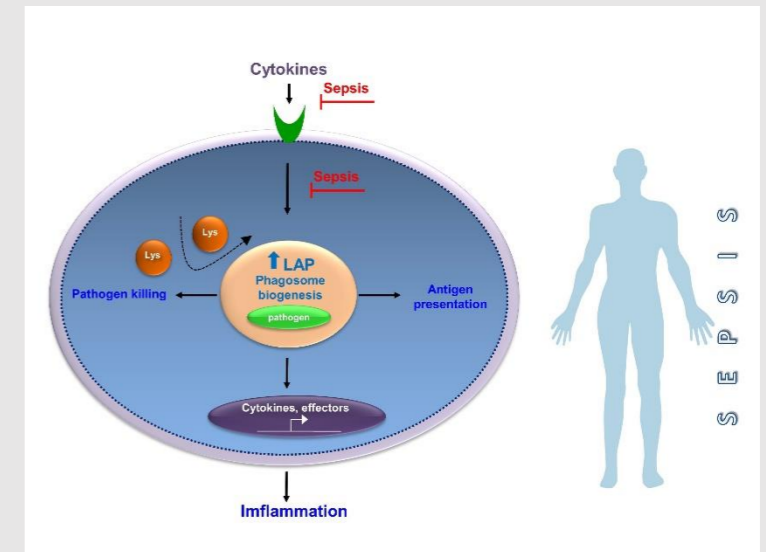 Cytokines
Sepsis
Sepsis
Lys
Lys
LAP
Phagosome
biogenesis
pathogen
Pathogen killing
Antigen
presentation
Cytokines, effectors
Imflammation
SEPSIS